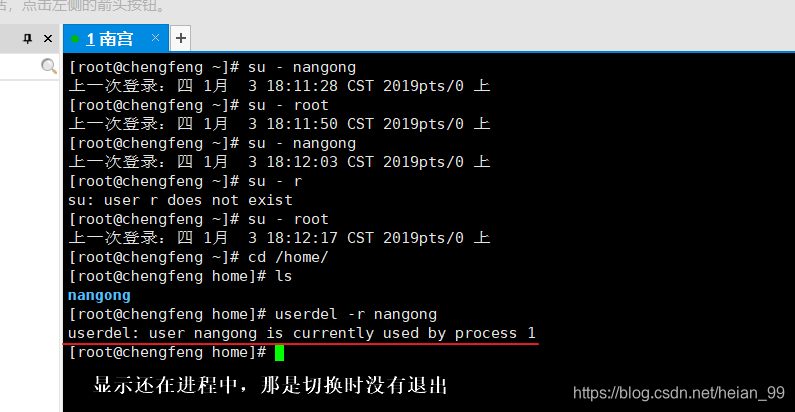 点击左侧的箭头按钮。
1 南宫 × +
[root@chengfeng ~]# su - nangong
上一次登录：四 1月  3 18:11:28 CST 2019pts/0 上
[root@chengfeng ~]# su - root
上一次登录：四 1月  3 18:11:50 CST 2019pts/0 上
[root@chengfeng ~]# su - nangong
上一次登录：四 1月  3 18:12:03 CST 2019pts/0 上
[root@chengfeng ~]# su - r
su: user r does not exist
[root@chengfeng ~]# su - root
上一次登录：四 1月  3 18:12:17 CST 2019pts/0 上
[root@chengfeng ~]# cd /home/
[root@chengfeng home]# ls
nangong
[root@chengfeng home]# userdel -r nangong
userdel: user nangong is currently used by process 1
[root@chengfeng home]#
显示还在进程中，那是切换时没有退出
https://blog.csdn.net/heian_99